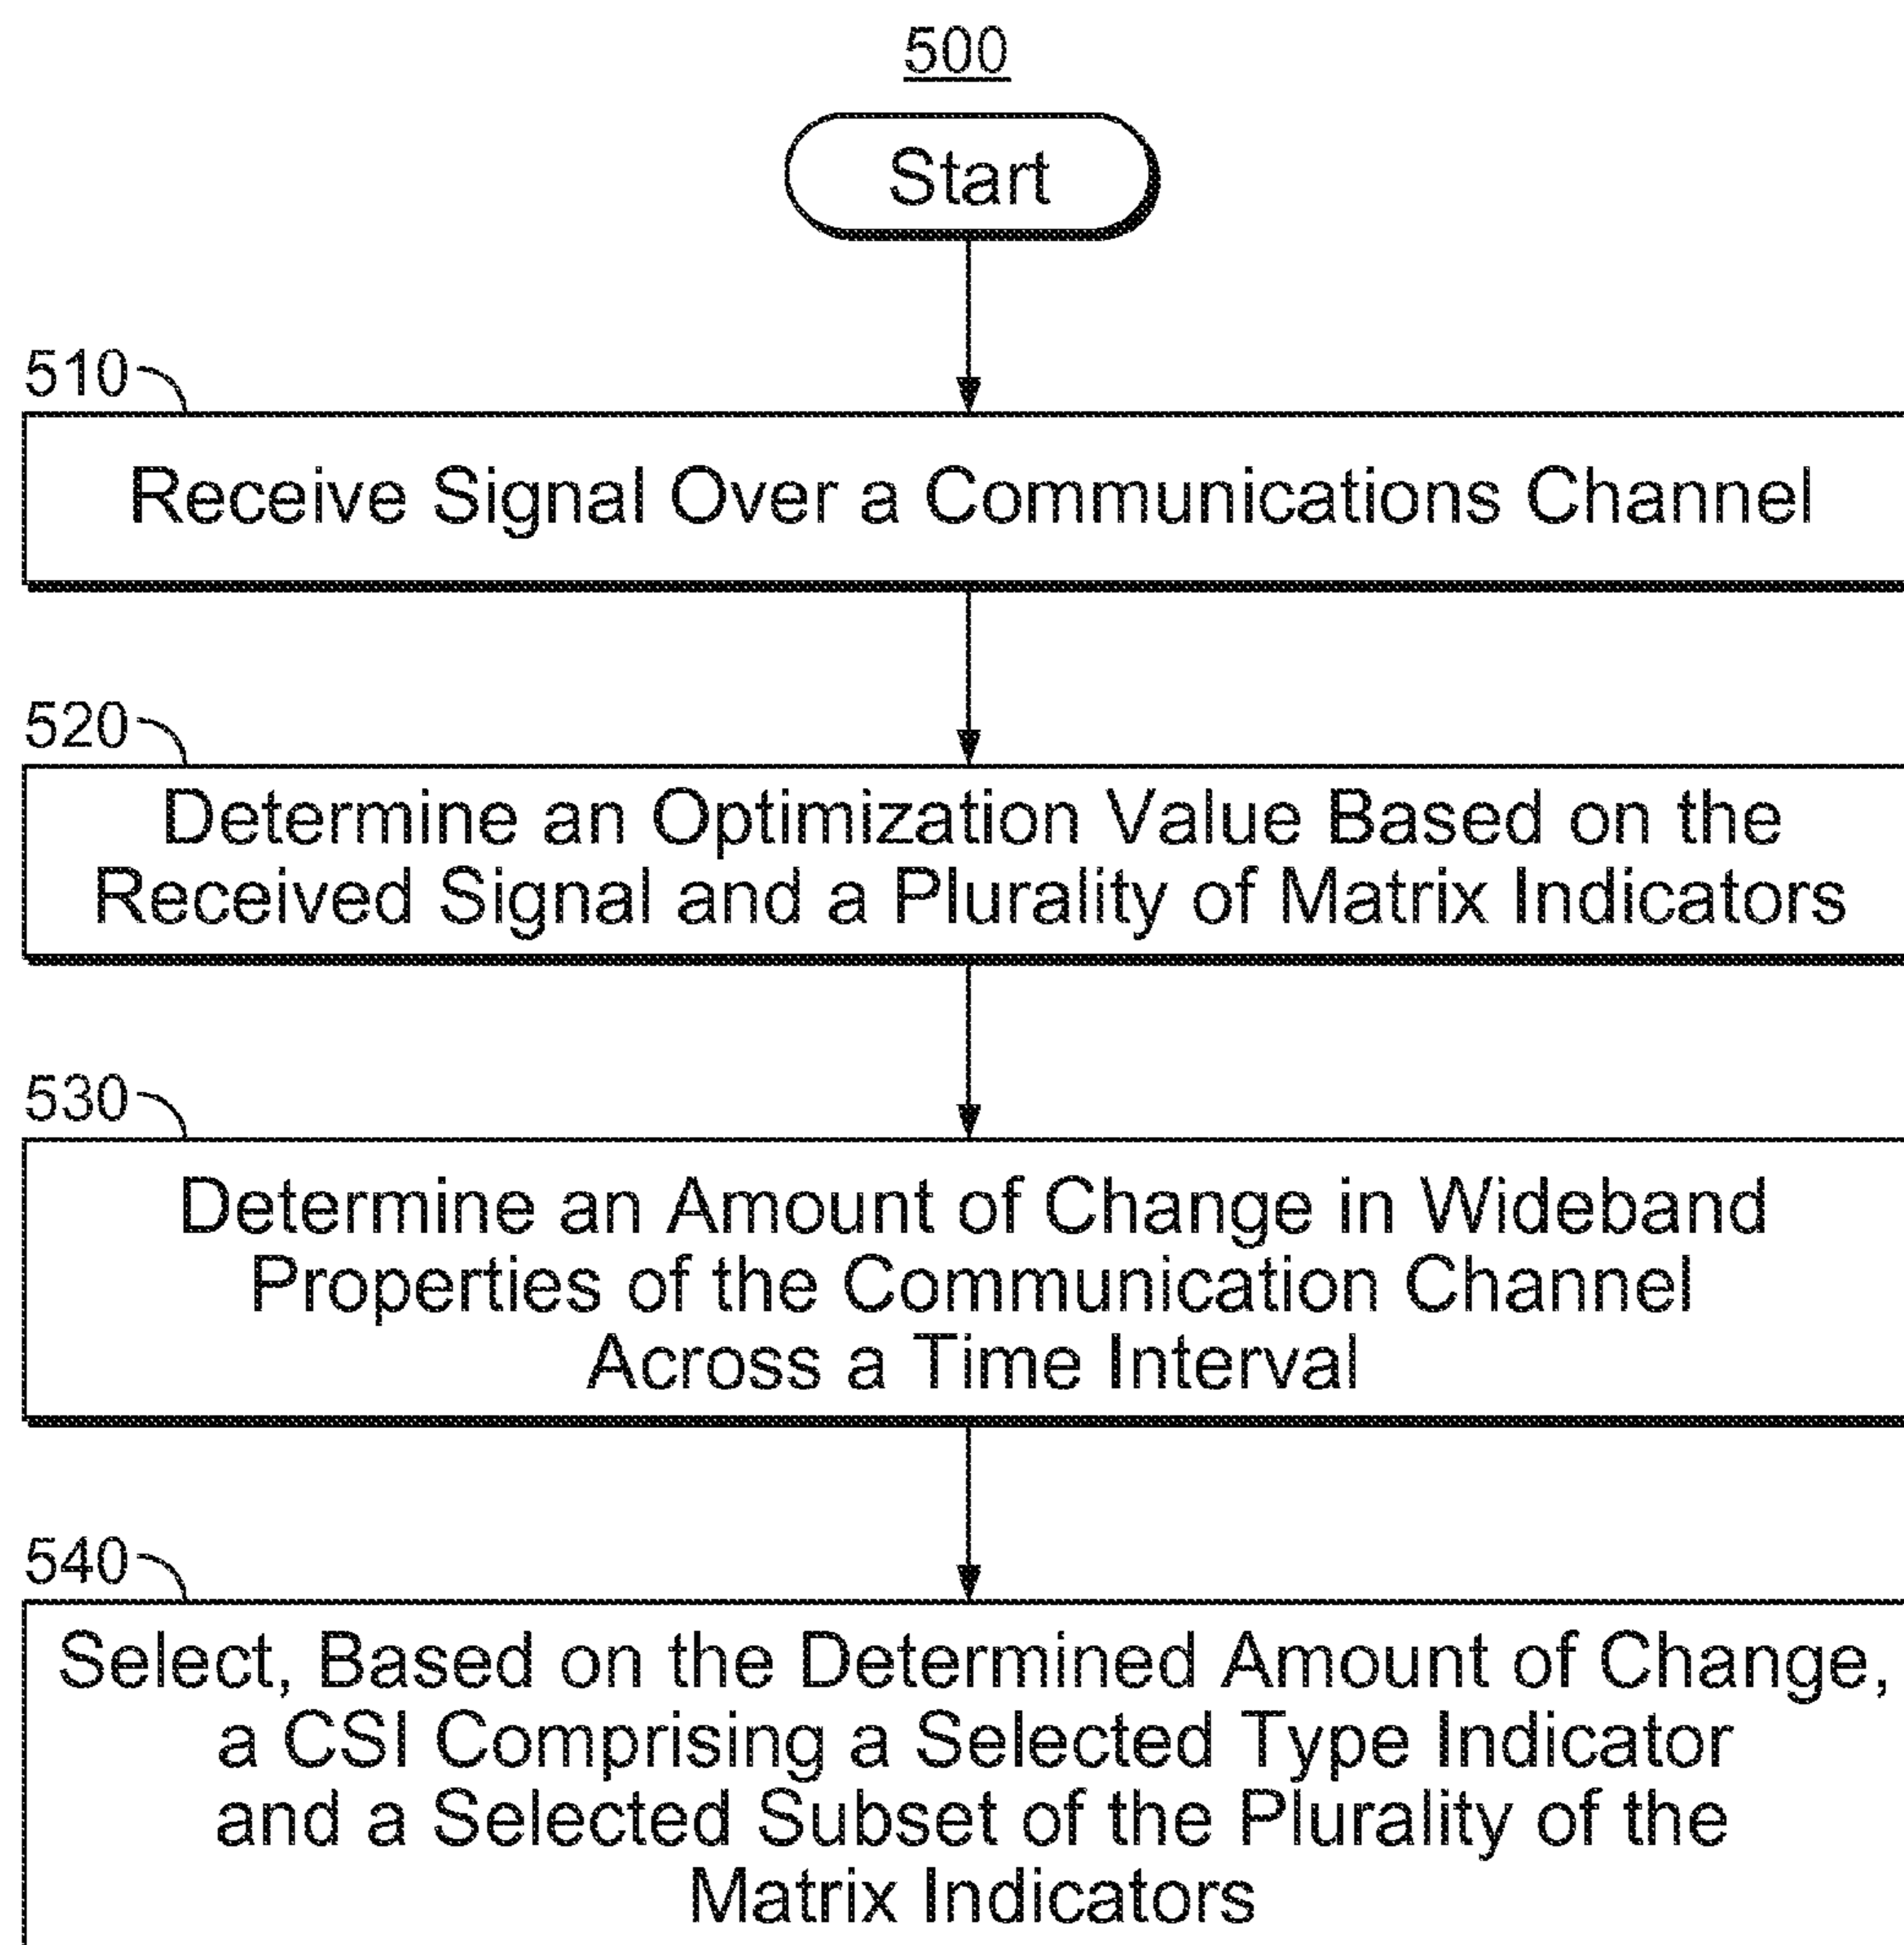 500
Start
510
Receive Signal Over a Communications Channel
520
Determine an Optimization Value Based on the
Received Signal and a Plurality of Matrix Indicators
530
Determine an Amount of Change in Wideband
Properties of the Communication Channel
Across a Time Interval
540
Select, Based on the Determined Amount of Change,
a CSI Comprising a Selected Type Indicator
and a Selected Subset of the Plurality of the
Matrix Indicators